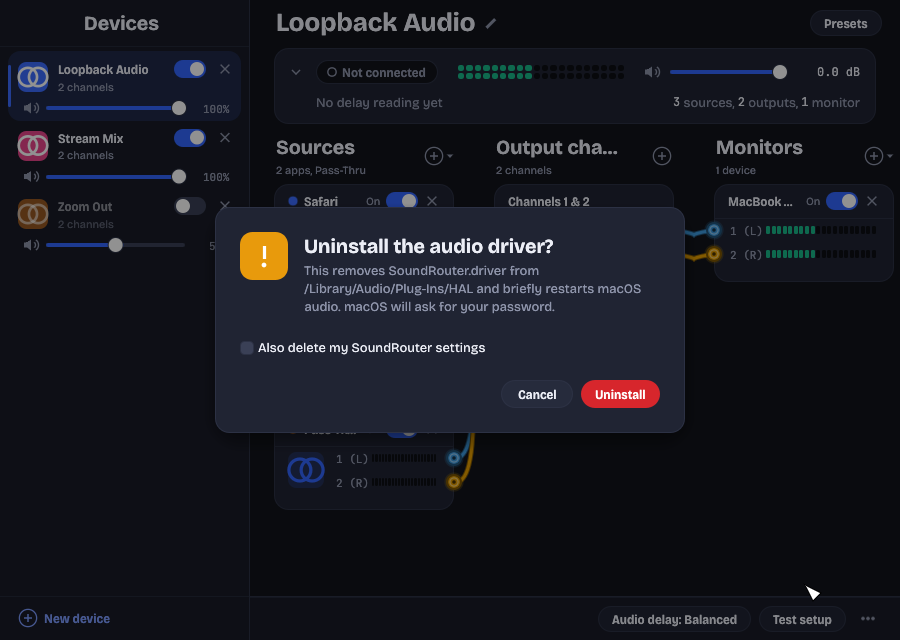 Devices
Loopback Audio
2 channels
100%
Stream Mix
2 channels
100%
Zoom Out
2 channels
New device
Loopback Audio
Presets
Not connected
0.0 dB
No delay reading yet
3 sources, 2 outputs, 1 monitor
Sources
2 apps, Pass-Thru
Output cha...
2 channels
Monitors
1 device
Safari
On
Channels 1 & 2
MacBook ...
On
1 (L)
2 (R)
Uninstall the audio driver?
This removes SoundRouter.driver from
/Library/Audio/Plug-Ins/HAL and briefly restarts macOS
audio. macOS will ask for your password.
Also delete my SoundRouter settings
Cancel
Uninstall
1 (L)
2 (R)
Audio delay: Balanced
Test setup